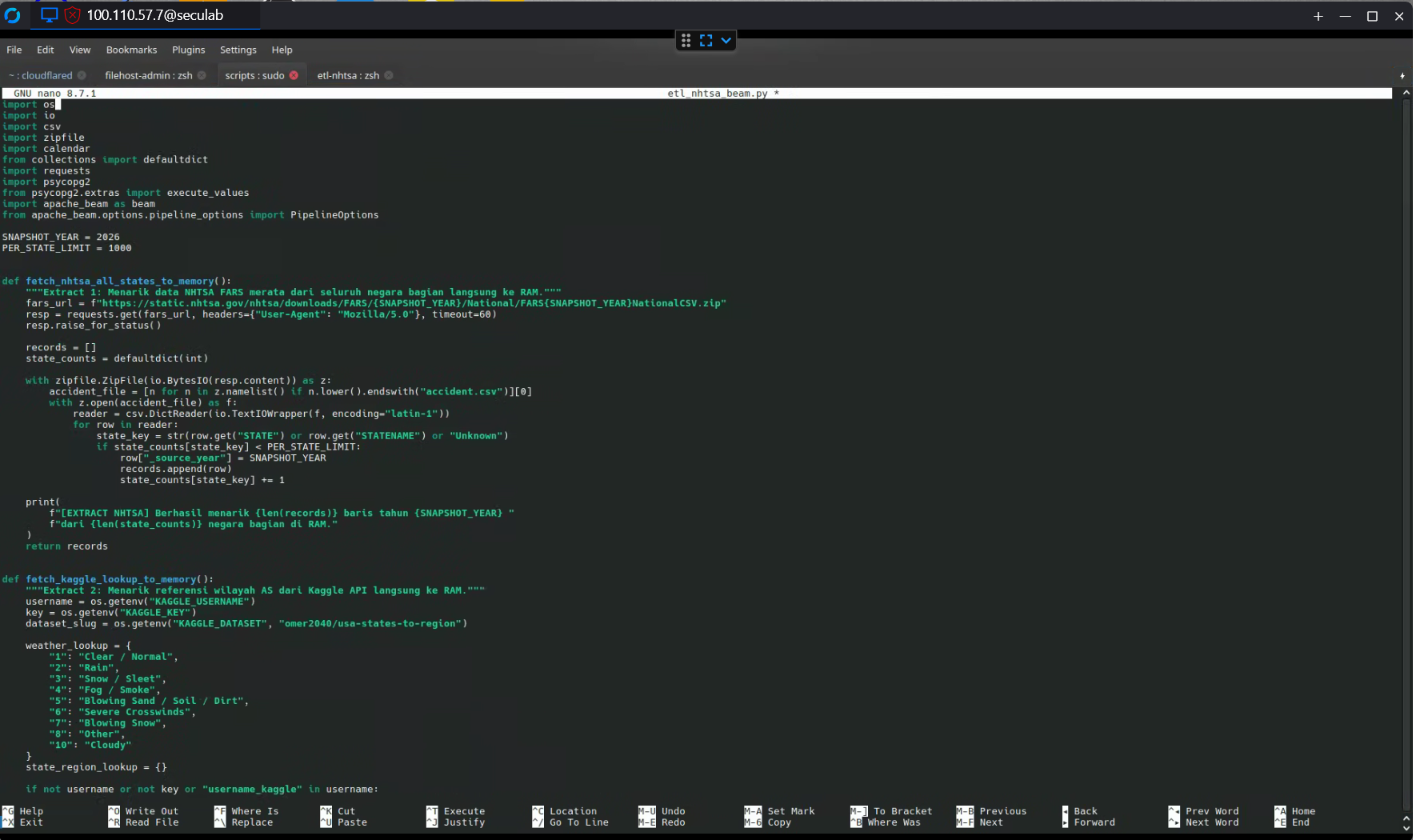 100.110.57.7@seculab
File Edit View Bookmarks Plugins Settings Help
~ : cloudflared filehost-admin : zsh scripts : sudo etl-nhtsa : zsh
GNU nano 8.7.1 etl_nhtsa_beam.py *
import os
import io
import csv
import zipfile
import calendar
from collections import defaultdict
import requests
import psycopg2
from psycopg2.extras import execute_values
import apache_beam as beam
from apache_beam.options.pipeline_options import PipelineOptions

SNAPSHOT_YEAR = 2026
PER_STATE_LIMIT = 1000

def fetch_nhtsa_all_states_to_memory():
    """Extract 1: Menarik data NHTSA FARS merata dari seluruh negara bagian langsung ke RAM."""
    fars_url = f"https://static.nhtsa.gov/nhtsa/downloads/FARS/{SNAPSHOT_YEAR}/National/FARS{SNAPSHOT_YEAR}NationalCSV.zip"
    resp = requests.get(fars_url, headers={"User-Agent": "Mozilla/5.0"}, timeout=60)
    resp.raise_for_status()

    records = []
    state_counts = defaultdict(int)

    with zipfile.ZipFile(io.BytesIO(resp.content)) as z:
        accident_file = [n for n in z.namelist() if n.lower().endswith("accident.csv")][0]
        with z.open(accident_file) as f:
            reader = csv.DictReader(io.TextIOWrapper(f, encoding="latin-1"))
            for row in reader:
                state_key = str(row.get("STATE") or row.get("STATENAME") or "Unknown")
                if state_counts[state_key] < PER_STATE_LIMIT:
                    row["_source_year"] = SNAPSHOT_YEAR
                    records.append(row)
                    state_counts[state_key] += 1

    print(
        f"[EXTRACT NHTSA] Berhasil menarik {len(records)} baris tahun {SNAPSHOT_YEAR} "
        f"dari {len(state_counts)} negara bagian di RAM."
    )
    return records

def fetch_kaggle_lookup_to_memory():
    """Extract 2: Menarik referensi wilayah AS dari Kaggle API langsung ke RAM."""
    username = os.getenv("KAGGLE_USERNAME")
    key = os.getenv("KAGGLE_KEY")
    dataset_slug = os.getenv("KAGGLE_DATASET", "omer2040/usa-states-to-region")

    weather_lookup = {
        "1": "Clear / Normal",
        "2": "Rain",
        "3": "Snow / Sleet",
        "4": "Fog / Smoke",
        "5": "Blowing Sand / Soil / Dirt",
        "6": "Severe Crosswinds",
        "7": "Blowing Snow",
        "8": "Other",
        "10": "Cloudy"
    }
    state_region_lookup = {}

    if not username or not key or "username_kaggle" in username:
^G Help ^O Write Out ^F Where Is ^K Cut ^T Execute ^C Location M-U Undo M-A Set Mark M-] To Bracket M-B Previous ◂ Back ^◂ Prev Word ^A Home
^X Exit ^R Read File ^\ Replace ^U Paste ^J Justify ^/ Go To Line M-E Redo M-6 Copy ^B Where Was M-F Next ▸ Forward ^▸ Next Word ^E End